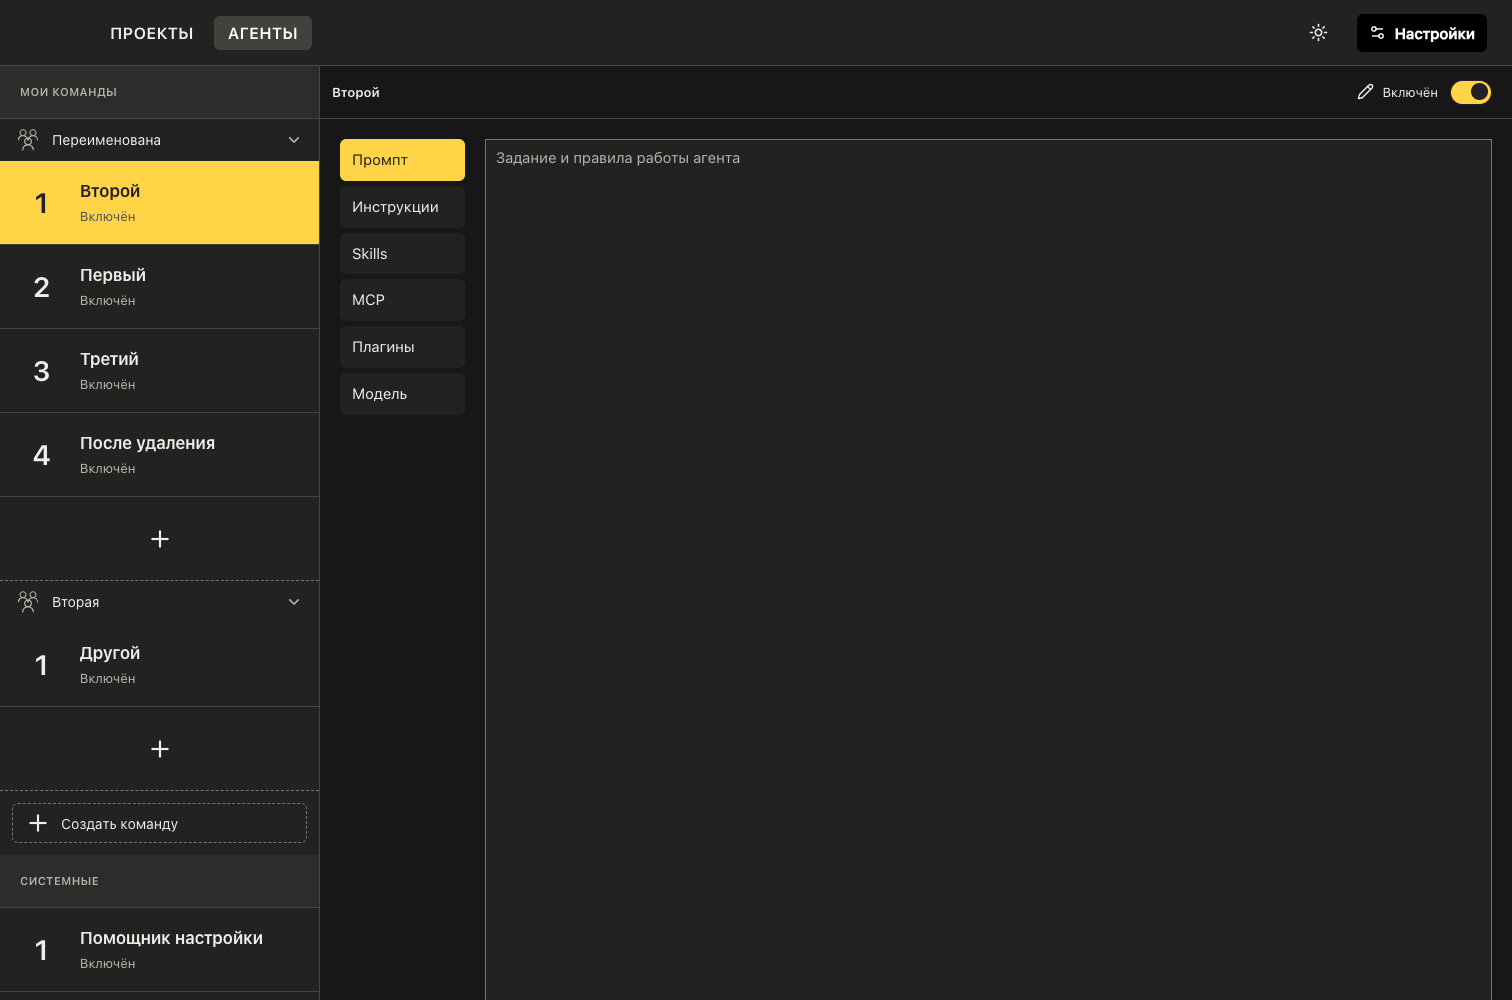 ПРОЕКТЫ
АГЕНТЫ
Настройки
МОИ КОМАНДЫ
Переименована
1
Второй
Включён
2
Первый
Включён
3
Третий
Включён
4
После удаления
Включён
+
Вторая
1
Другой
Включён
+
+ Создать команду
СИСТЕМНЫЕ
1
Помощник настройки
Включён
Второй
Включён
Промпт
Инструкции
Skills
MCP
Плагины
Модель
Задание и правила работы агента